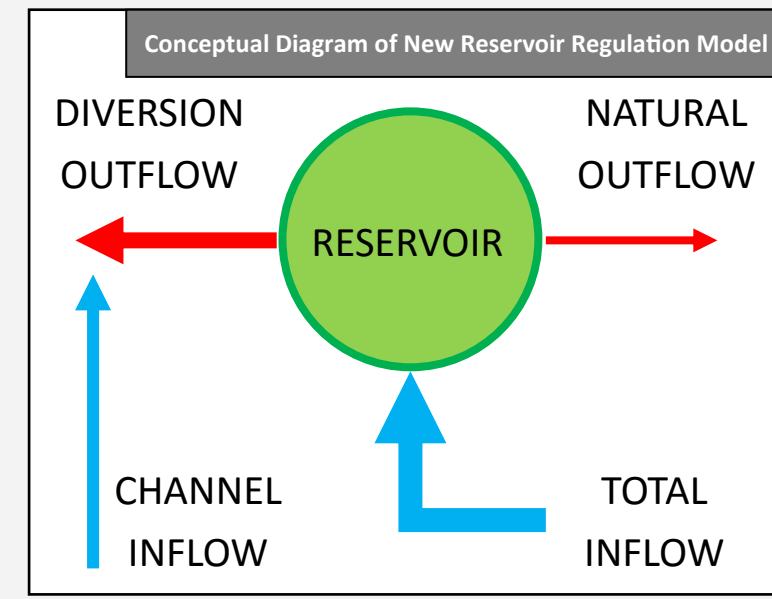 Conceptual Diagram of New Reservoir Regulation Model
DIVERSION
OUTFLOW
NATURAL
OUTFLOW
RESERVOIR
CHANNEL
INFLOW
TOTAL
INFLOW